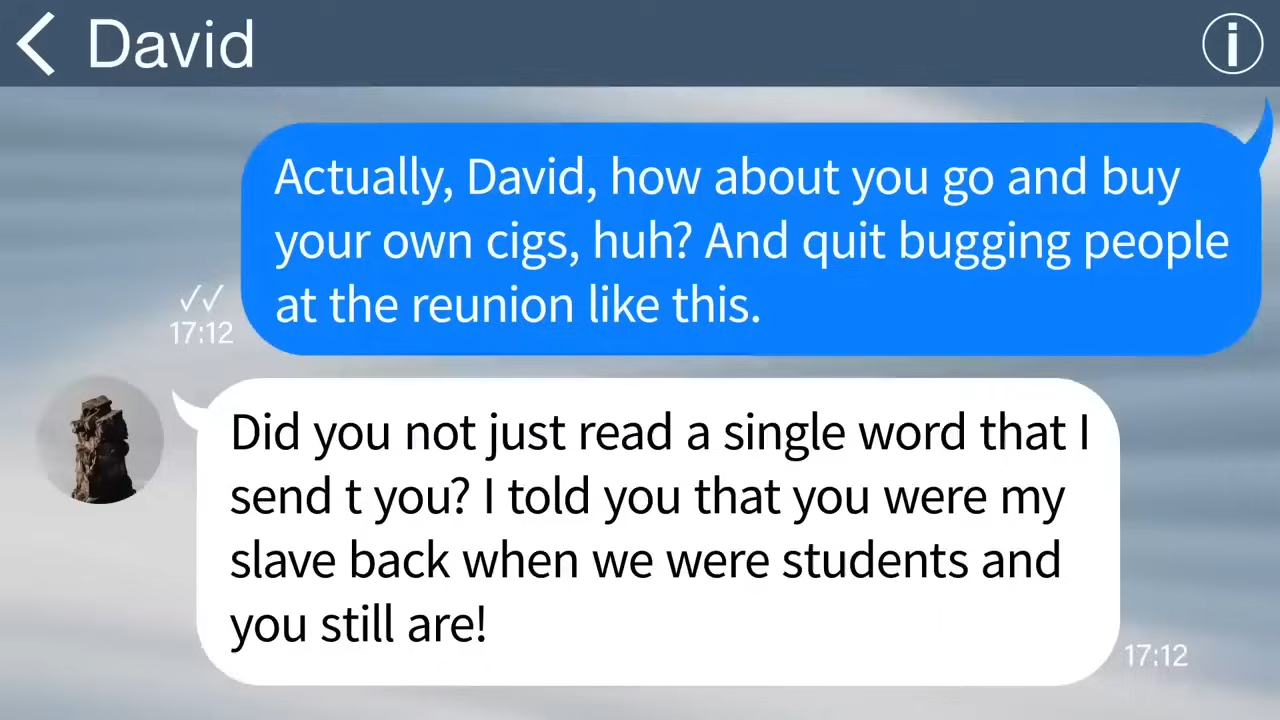 David
i
Actually, David, how about you go and buy
your own cigs, huh? And quit bugging people
at the reunion like this.
17:12
Did you not just read a single word that I
send t you? I told you that you were my
slave back when we were students and
you still are!
17:12